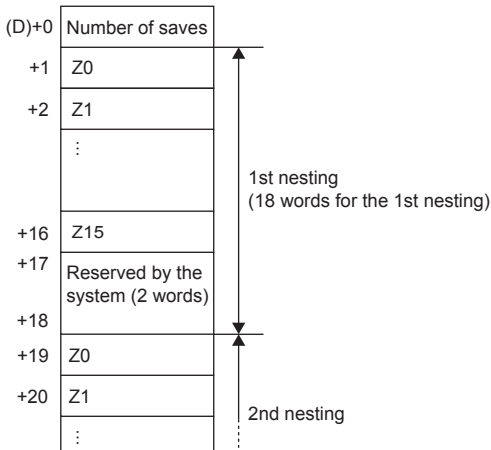 (D)+0 Number of saves
+1 Z0
+2 Z1
⋮
1st nesting
(18 words for the 1st nesting)
+16 Z15
+17 Reserved by the
system (2 words)
+18
+19 Z0
+20 Z1
2nd nesting
⋮